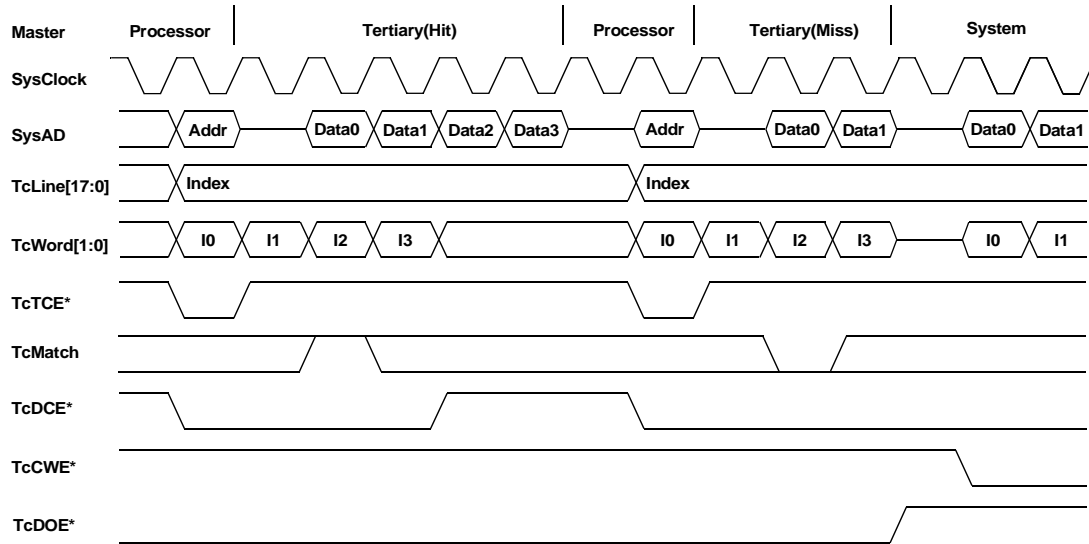 Master Processor Tertiary(Hit) Processor Tertiary(Miss) System
SysClock
SysAD Addr Data0 Data1 Data2 Data3 Addr Data0 Data1 Data0 Data1
TcLine[17:0] Index Index
TcWord[1:0] I0 I1 I2 I3 I0 I1 I2 I3 I0 I1
TcTCE*
TcMatch
TcDCE*
TcCWE*
TcDOE*